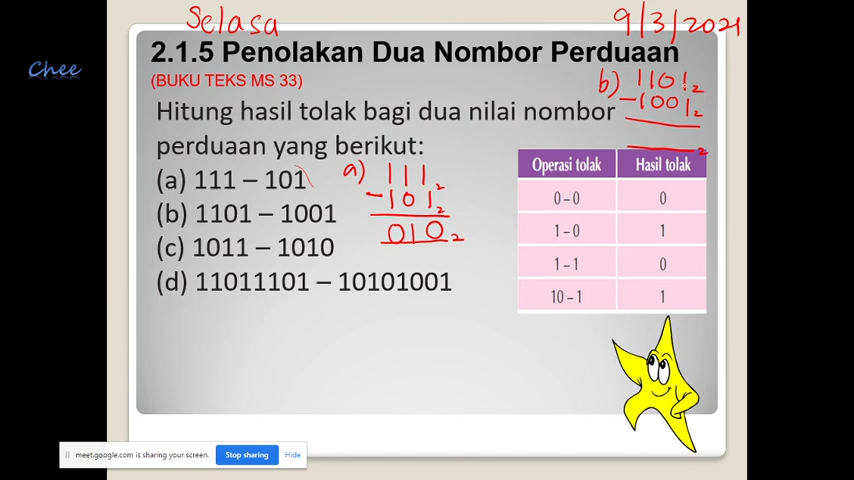 Selasa
9/3/2021
2.1.5 Penolakan Dua Nombor Perduaan
Chee
(BUKU TEKS MS 33)
b) 1101₂
−1001₂
₂
Hitung hasil tolak bagi dua nilai nombor
perduaan yang berikut:
(a) 111 – 101
(b) 1101 – 1001
(c) 1011 – 1010
(d) 11011101 – 10101001
a) 111₂
−101₂
010₂
Operasi tolak Hasil tolak
0 – 0 0
1 – 0 1
1 – 1 0
10 – 1 1
meet.google.com is sharing your screen. Stop sharing Hide